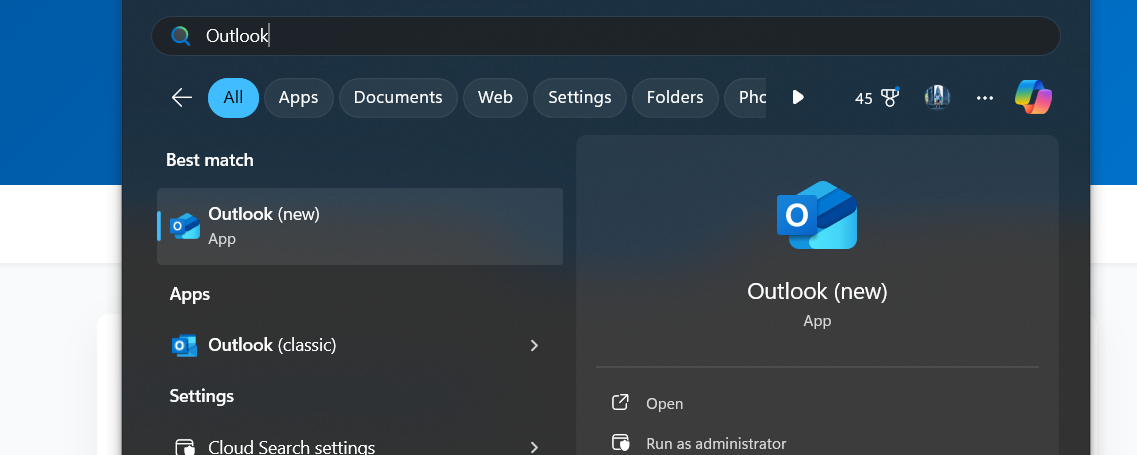 Outlook
All Apps Documents Web Settings Folders Pho 45
Best match
Outlook (new)
App
Apps
Outlook (classic)
Settings
Cloud Search settings
O
Outlook (new)
App
Open
Run as administrator